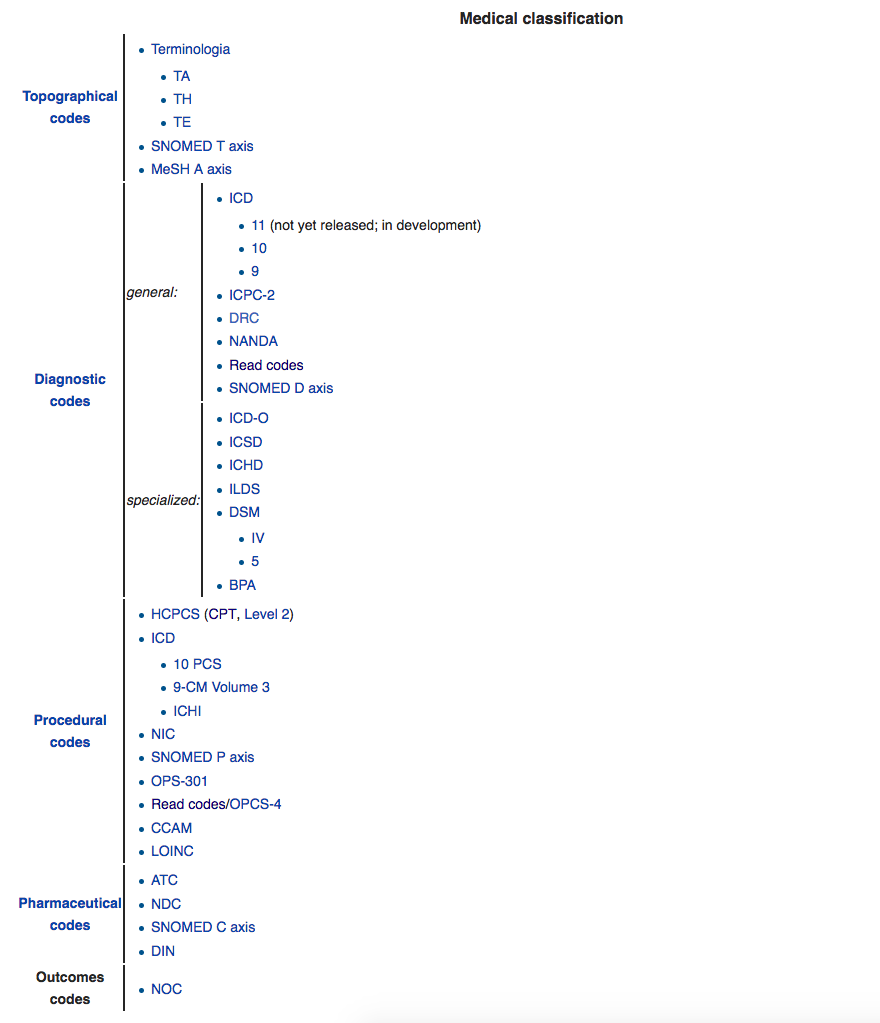 Medical classification
Topographical
codes
Terminologia
TA
TH
TE
SNOMED T axis
MeSH A axis
Diagnostic
codes
general:
ICD
11 (not yet released; in development)
10
9
ICPC-2
DRC
NANDA
Read codes
SNOMED D axis
specialized:
ICD-O
ICSD
ICHD
ILDS
DSM
IV
5
BPA
Procedural
codes
HCPCS (CPT, Level 2)
ICD
10 PCS
9-CM Volume 3
ICHI
NIC
SNOMED P axis
OPS-301
Read codes/OPCS-4
CCAM
LOINC
Pharmaceutical
codes
ATC
NDC
SNOMED C axis
DIN
Outcomes
codes
NOC